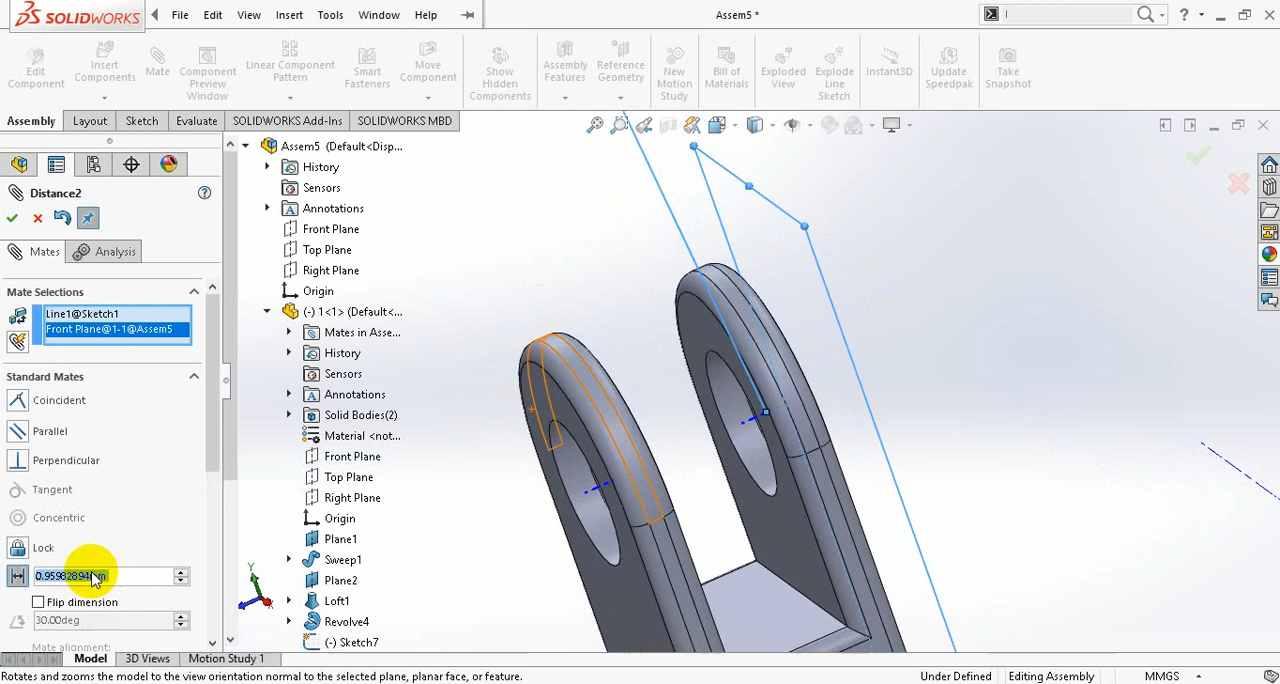 SOLIDWORKS
File Edit View Insert Tools Window Help
Assem5 *
Edit Component
Insert Components
Mate
Component Preview Window
Linear Component Pattern
Smart Fasteners
Move Component
Show Hidden Components
Assembly Features
Reference Geometry
New Motion Study
Bill of Materials
Exploded View
Explode Line Sketch
Instant3D
Update Speedpak
Take Snapshot
Assembly Layout Sketch Evaluate SOLIDWORKS Add-Ins SOLIDWORKS MBD
Distance2
Mates Analysis
Mate Selections
Line1@Sketch1
Front Plane@1-1@Assem5
Standard Mates
Coincident
Parallel
Perpendicular
Tangent
Concentric
Lock
Flip dimension
30.00deg
Mate alignment:
Assem5 (Default<Disp...
History
Sensors
Annotations
Front Plane
Top Plane
Right Plane
Origin
(-) 1<1> (Default<...
Mates in Asse...
History
Sensors
Annotations
Solid Bodies(2)
Material <not...
Front Plane
Top Plane
Right Plane
Origin
Plane1
Sweep1
Plane2
Loft1
Revolve4
(-) Sketch7
Y
Model 3D Views Motion Study 1
Rotates and zooms the model to the view orientation normal to the selected plane, planar face, or feature.
Under Defined Editing Assembly MMGS